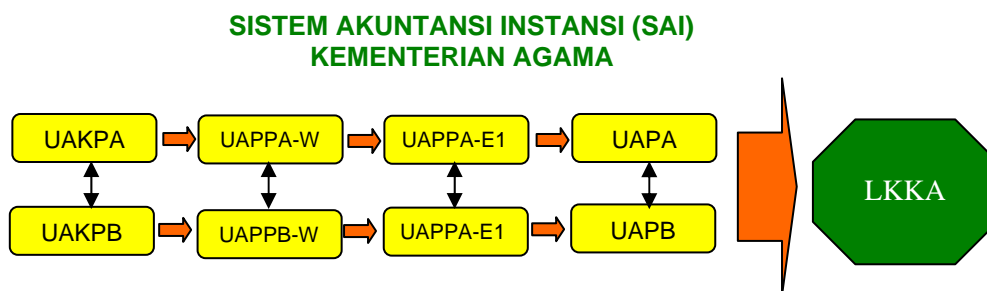 SISTEM AKUNTANSI INSTANSI (SAI)
KEMENTERIAN AGAMA
UAKPA
UAPPA-W
UAPPA-E1
UAPA
LKKA
UAKPB
UAPPB-W
UAPPA-E1
UAPB